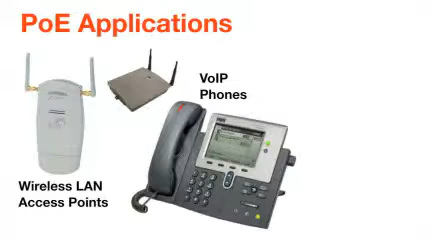 PoE Applications
VoIP
Phones
Wireless LAN
Access Points